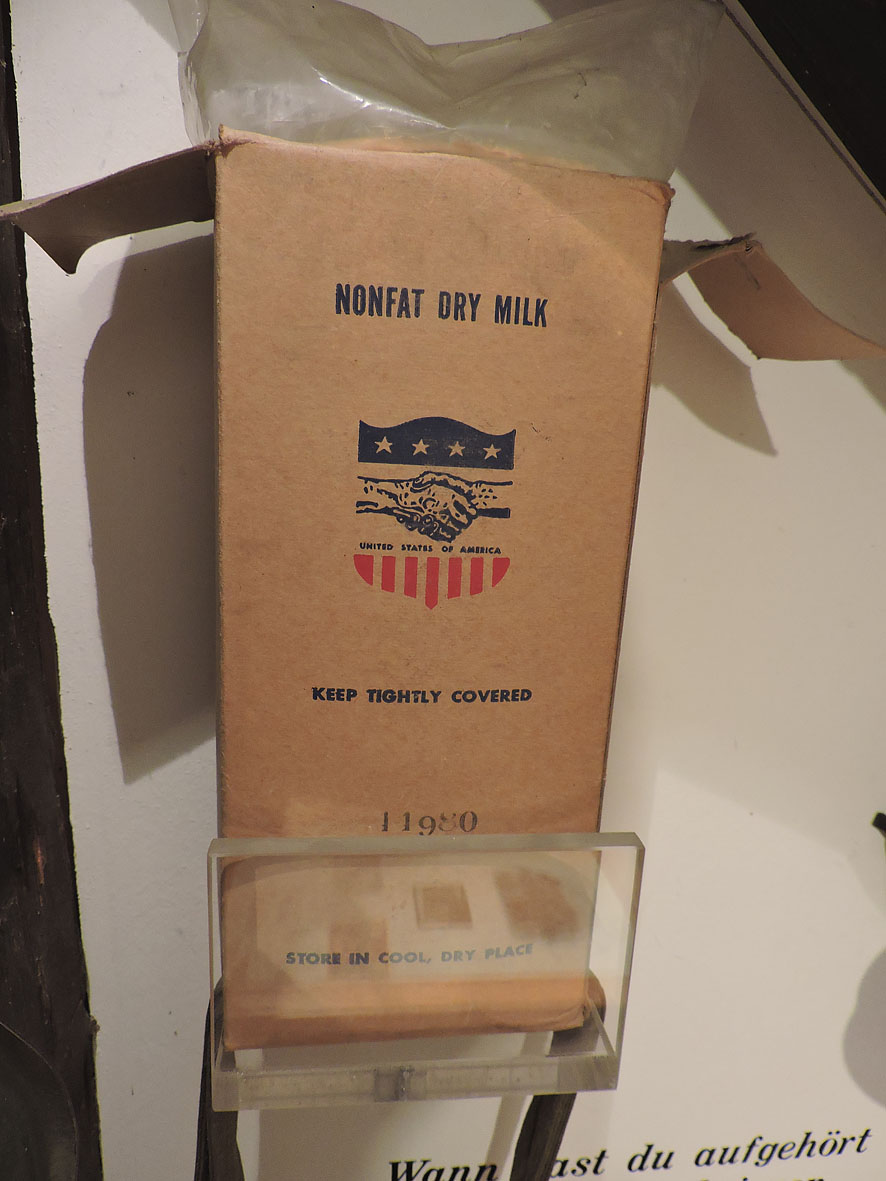 NONFAT DRY MILK
UNITED STATES OF AMERICA
KEEP TIGHTLY COVERED
11980
STORE IN COOL, DRY PLACE
Wann ast du aufgehört